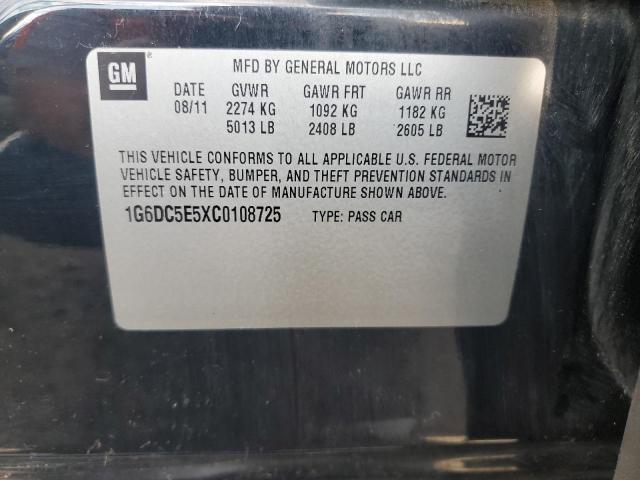 GM
MFD BY GENERAL MOTORS LLC
DATE GVWR GAWR FRT GAWR RR
08/11 2274 KG 1092 KG 1182 KG
5013 LB 2408 LB 2605 LB
THIS VEHICLE CONFORMS TO ALL APPLICABLE U.S. FEDERAL MOTOR
VEHICLE SAFETY, BUMPER, AND THEFT PREVENTION STANDARDS IN
EFFECT ON THE DATE OF MANUFACTURE SHOWN ABOVE.
1G6DC5E5XC0108725 TYPE: PASS CAR